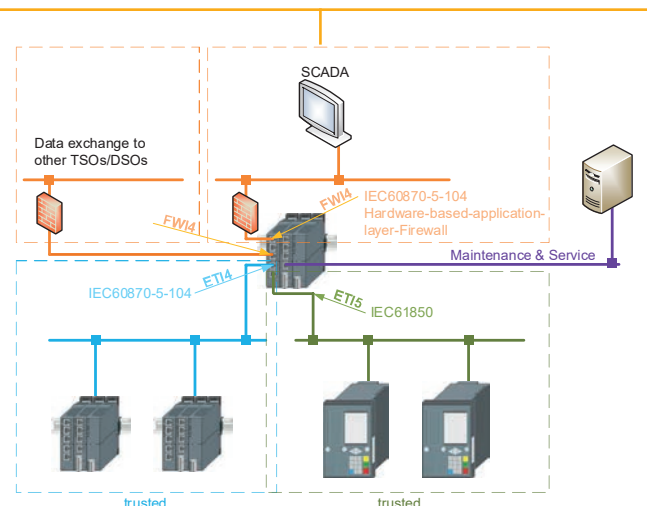 SCADA
Data exchange to
other TSOs/DSOs
IEC60870-5-104
Hardware-based-application-
layer-Firewall
FWI4
FWI4
Maintenance & Service
ETI4
IEC60870-5-104
ETI5
IEC61850
trusted
trusted